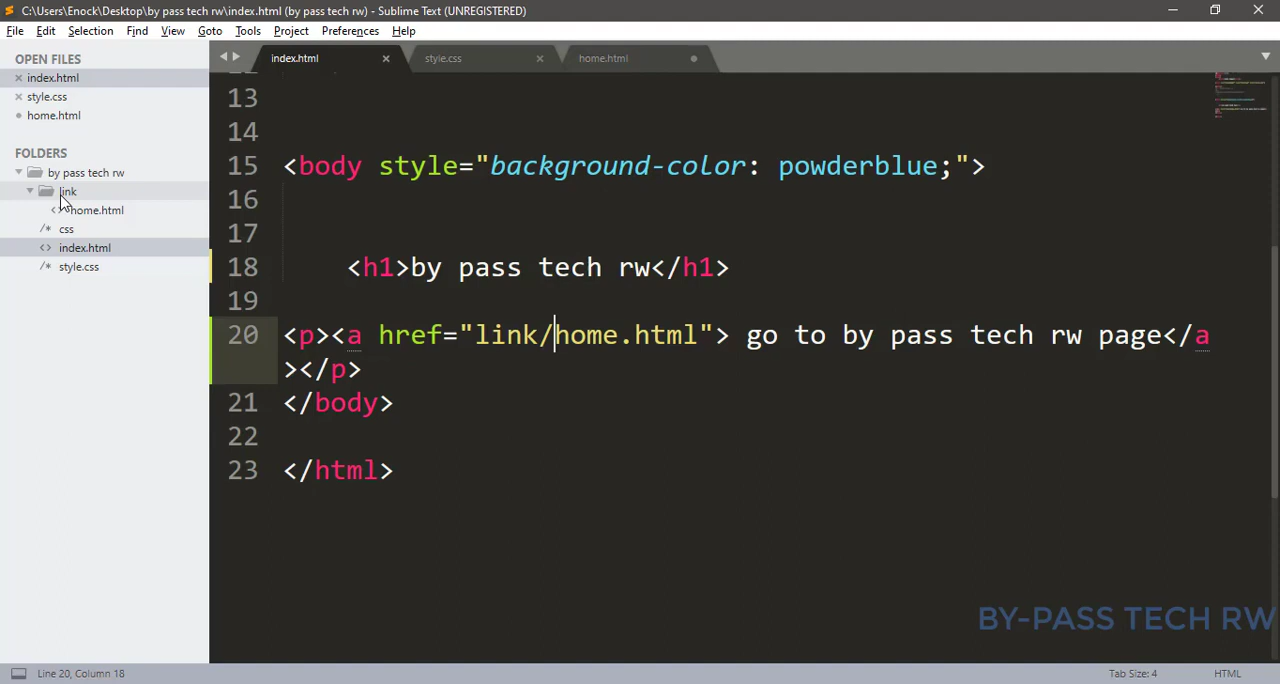 C:\Users\Enock\Desktop\by pass tech rw\index.html (by pass tech rw) - Sublime Text (UNREGISTERED)
File Edit Selection Find View Goto Tools Project Preferences Help
OPEN FILES
index.html
style.css
home.html
FOLDERS
by pass tech rw
link
home.html
css
index.html
style.css
index.html style.css home.html
13
14
15 <body style="background-color: powderblue;">
16
17
18 <h1>by pass tech rw</h1>
19
20 <p><a href="link/home.html"> go to by pass tech rw page</a
></p>
21 </body>
22
23 </html>
BY-PASS TECH RW
Line 20, Column 18 Tab Size: 4 HTML